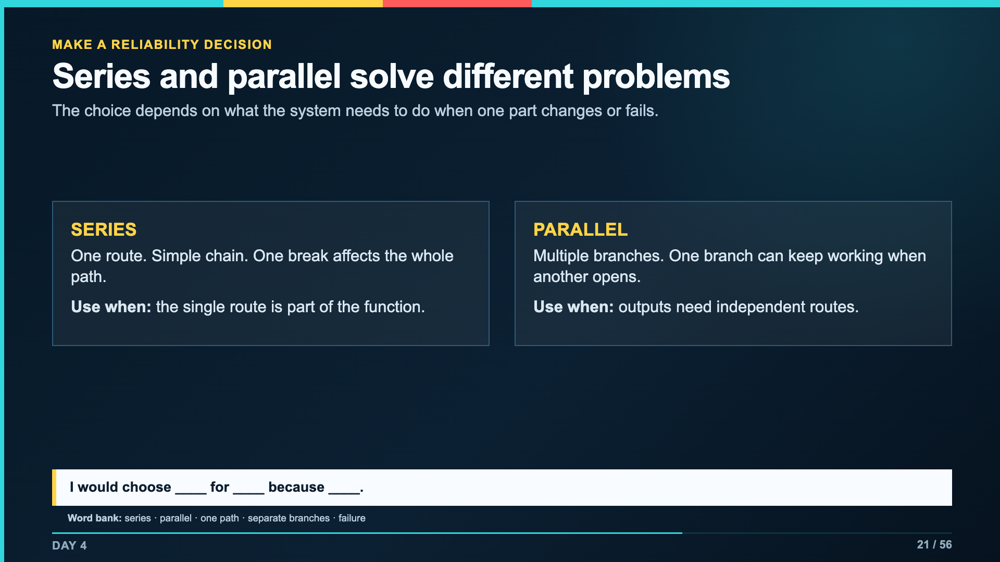 MAKE A RELIABILITY DECISION
Series and parallel solve different problems
The choice depends on what the system needs to do when one part changes or fails.
SERIES
One route. Simple chain. One break affects the whole
path.
Use when: the single route is part of the function.
PARALLEL
Multiple branches. One branch can keep working when
another opens.
Use when: outputs need independent routes.
I would choose ____ for ____ because ____.
Word bank: series · parallel · one path · separate branches · failure
DAY 4
21 / 56